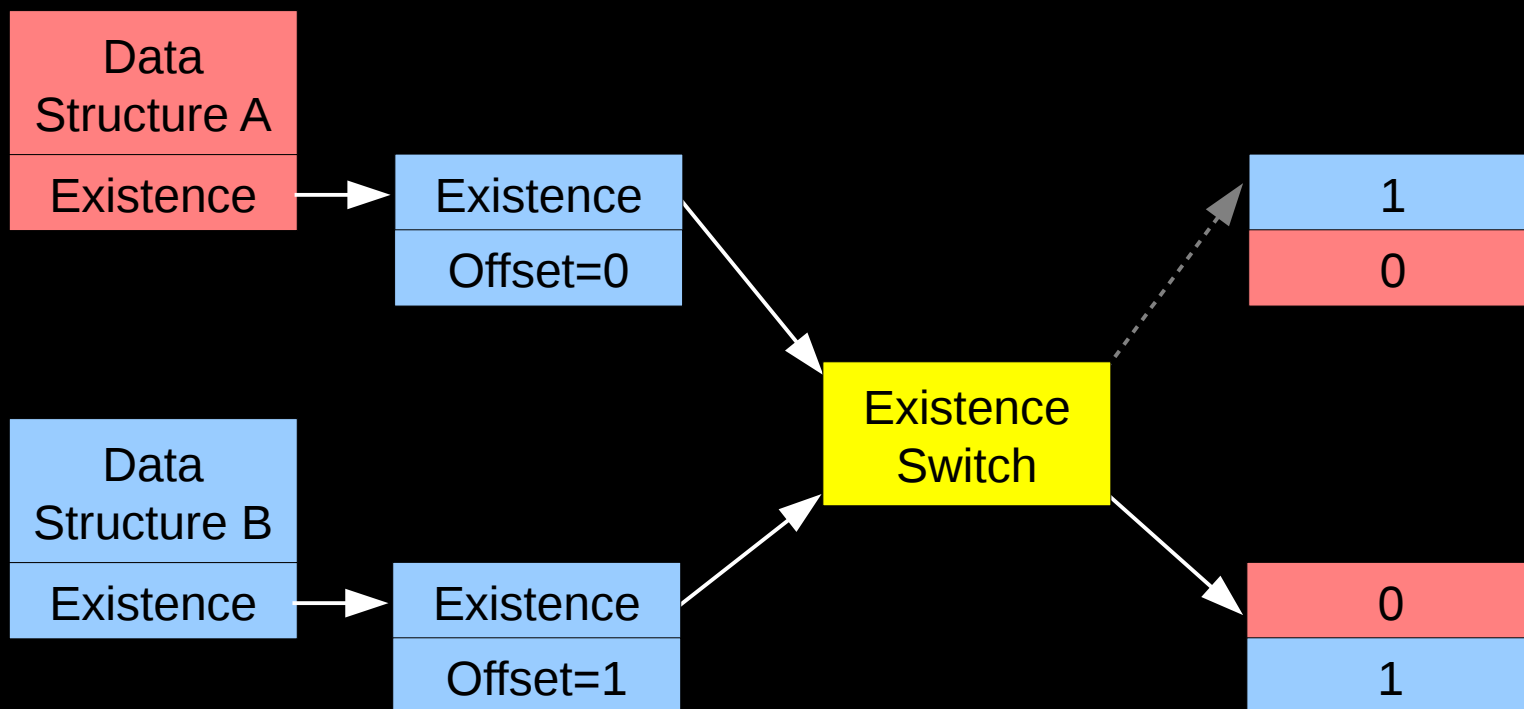 Data
Structure A
Existence
Existence
Offset=0
1
0
Existence
Switch
Data
Structure B
Existence
Existence
Offset=1
0
1